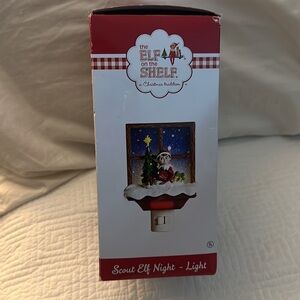 the
ELF
on the
SHELF
a Christmas tradition
Scout Elf Night - Light